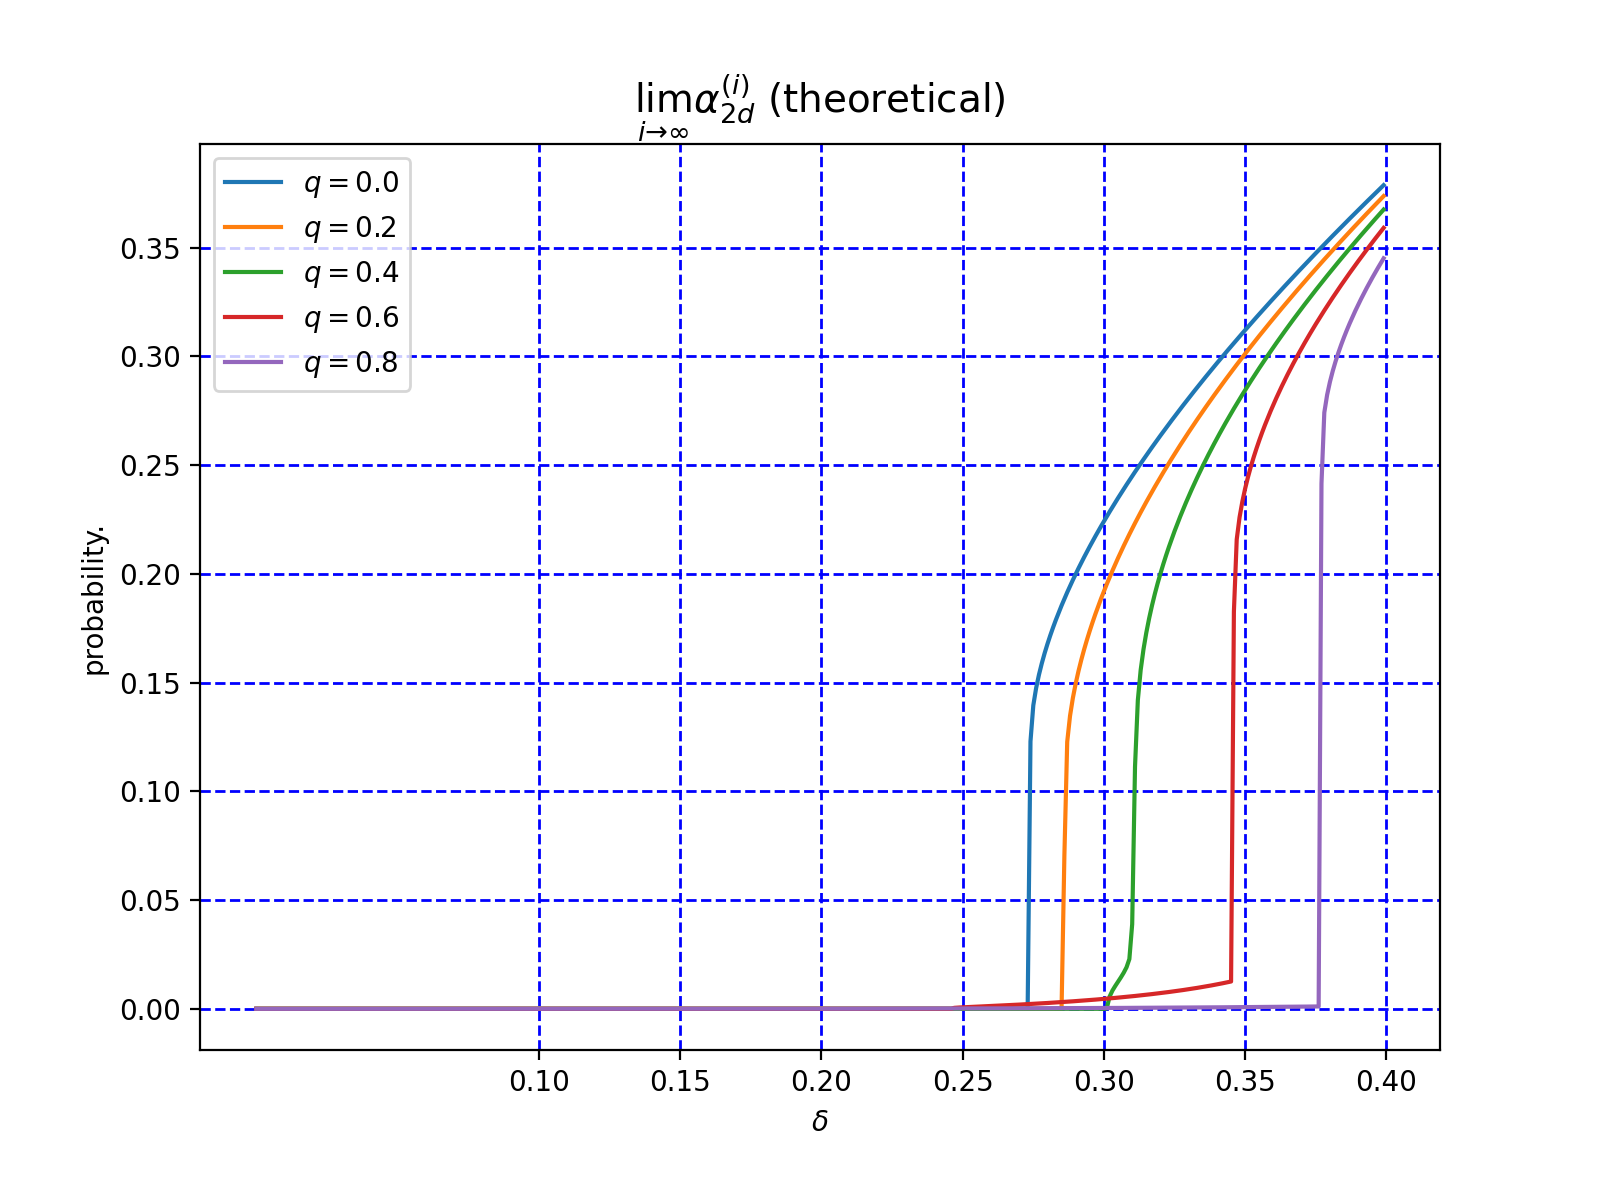 lim α_{2d}^{(i)} (theoretical)
i→∞
q = 0.0
q = 0.2
q = 0.4
q = 0.6
q = 0.8
probability.
0.35
0.30
0.25
0.20
0.15
0.10
0.05
0.00
0.10 0.15 0.20 0.25 0.30 0.35 0.40
δ